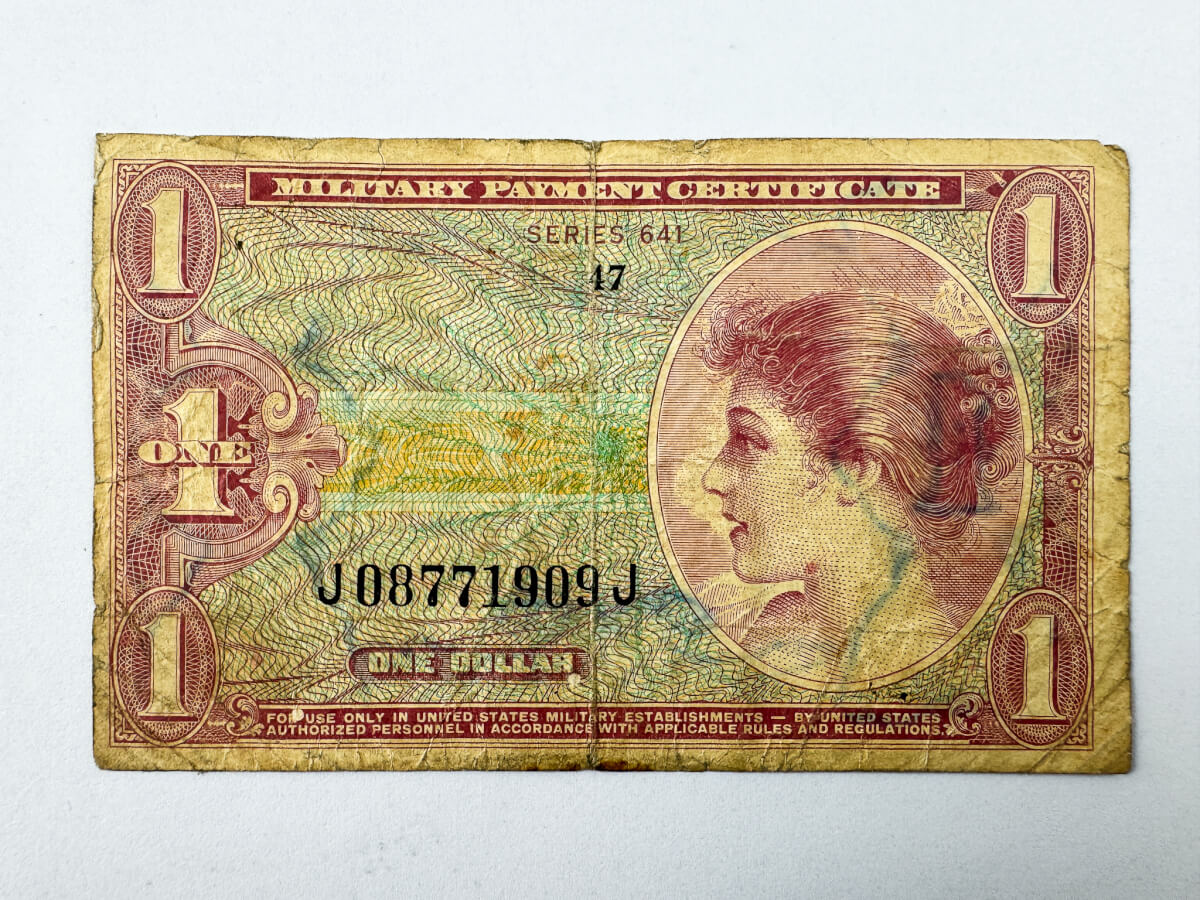 MILITARY PAYMENT CERTIFICATE
1
1
SERIES 641
47
1
ONE
J08771909J
ONE DOLLAR
1
1
FOR USE ONLY IN UNITED STATES MILITARY ESTABLISHMENTS — BY UNITED STATES
AUTHORIZED PERSONNEL IN ACCORDANCE WITH APPLICABLE RULES AND REGULATIONS.